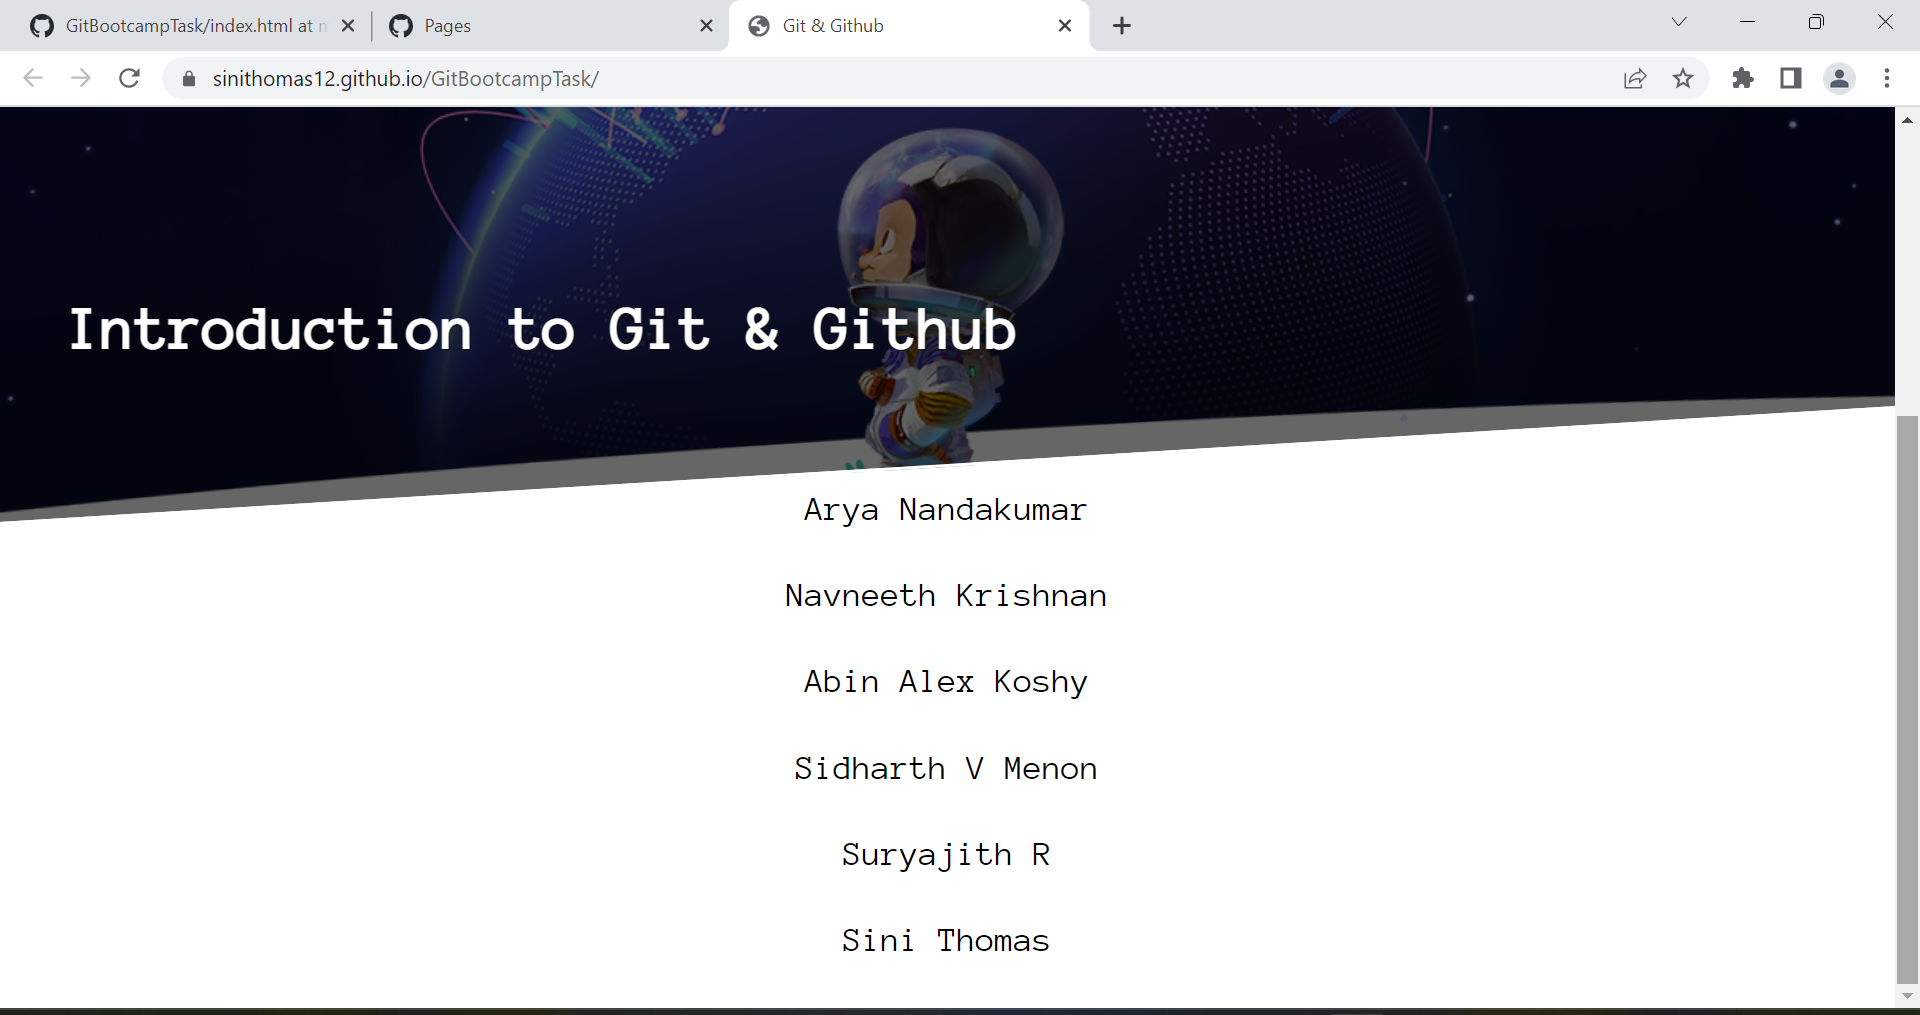 GitBootcampTask/index.html at
Pages
Git & Github
sinithomas12.github.io/GitBootcampTask/
Introduction to Git & Github
Arya Nandakumar
Navneeth Krishnan
Abin Alex Koshy
Sidharth V Menon
Suryajith R
Sini Thomas